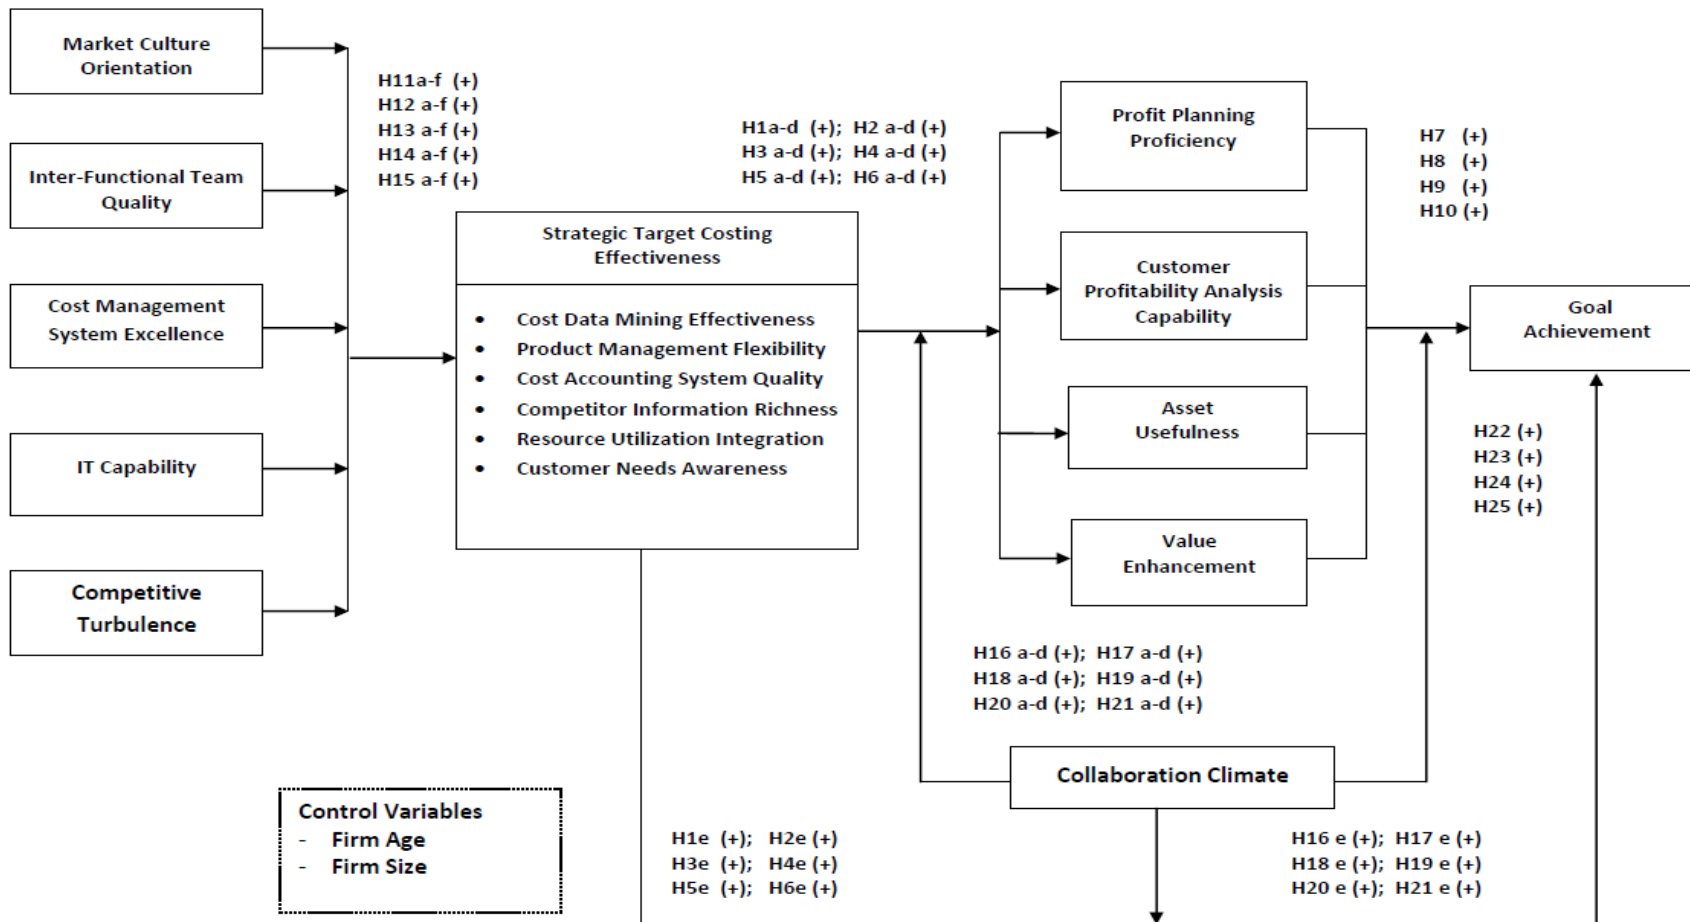 Market Culture
Orientation
Inter-Functional Team
Quality
Cost Management
System Excellence
IT Capability
Competitive
Turbulence
H11a-f (+)
H12 a-f (+)
H13 a-f (+)
H14 a-f (+)
H15 a-f (+)
Strategic Target Costing
Effectiveness
• Cost Data Mining Effectiveness
• Product Management Flexibility
• Cost Accounting System Quality
• Competitor Information Richness
• Resource Utilization Integration
• Customer Needs Awareness
H1a-d (+); H2 a-d (+)
H3 a-d (+); H4 a-d (+)
H5 a-d (+); H6 a-d (+)
Profit Planning
Proficiency
Customer
Profitability Analysis
Capability
Asset
Usefulness
Value
Enhancement
H7 (+)
H8 (+)
H9 (+)
H10 (+)
Goal
Achievement
H22 (+)
H23 (+)
H24 (+)
H25 (+)
H16 a-d (+); H17 a-d (+)
H18 a-d (+); H19 a-d (+)
H20 a-d (+); H21 a-d (+)
Collaboration Climate
Control Variables
- Firm Age
- Firm Size
H1e (+); H2e (+)
H3e (+); H4e (+)
H5e (+); H6e (+)
H16 e (+); H17 e (+)
H18 e (+); H19 e (+)
H20 e (+); H21 e (+)